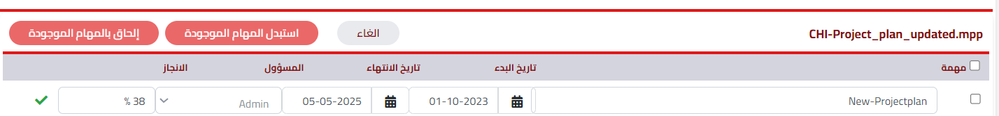 CHI-Project_plan_updated.mpp الغاء استبدل المهام الموجودة إلحاق بالمهام الموجودة
مهمة تاريخ البدء تاريخ الانتهاء المسؤول الانجاز
New-Projectplan 01-10-2023 05-05-2025 Admin 38 %